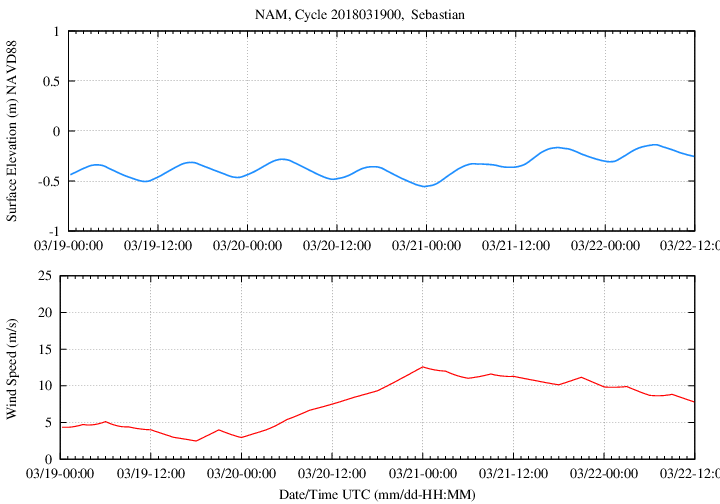 NAM, Cycle 2018031900, Sebastian
Surface Elevation (m) NAVD88
1
0.5
0
-0.5
-1
03/19-00:00 03/19-12:00 03/20-00:00 03/20-12:00 03/21-00:00 03/21-12:00 03/22-00:00 03/22-12:0
Wind Speed (m/s)
25
20
15
10
5
0
03/19-00:00 03/19-12:00 03/20-00:00 03/20-12:00 03/21-00:00 03/21-12:00 03/22-00:00 03/22-12:0
Date/Time UTC (mm/dd-HH:MM)